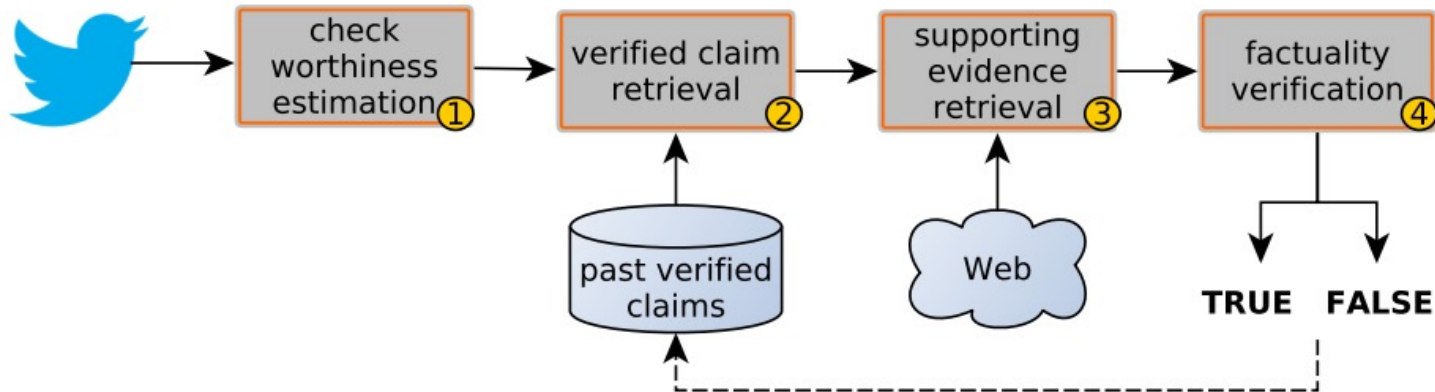 check
worthiness
estimation
1
verified claim
retrieval
2
supporting
evidence
retrieval
3
factuality
verification
4
past verified
claims
Web
TRUE FALSE